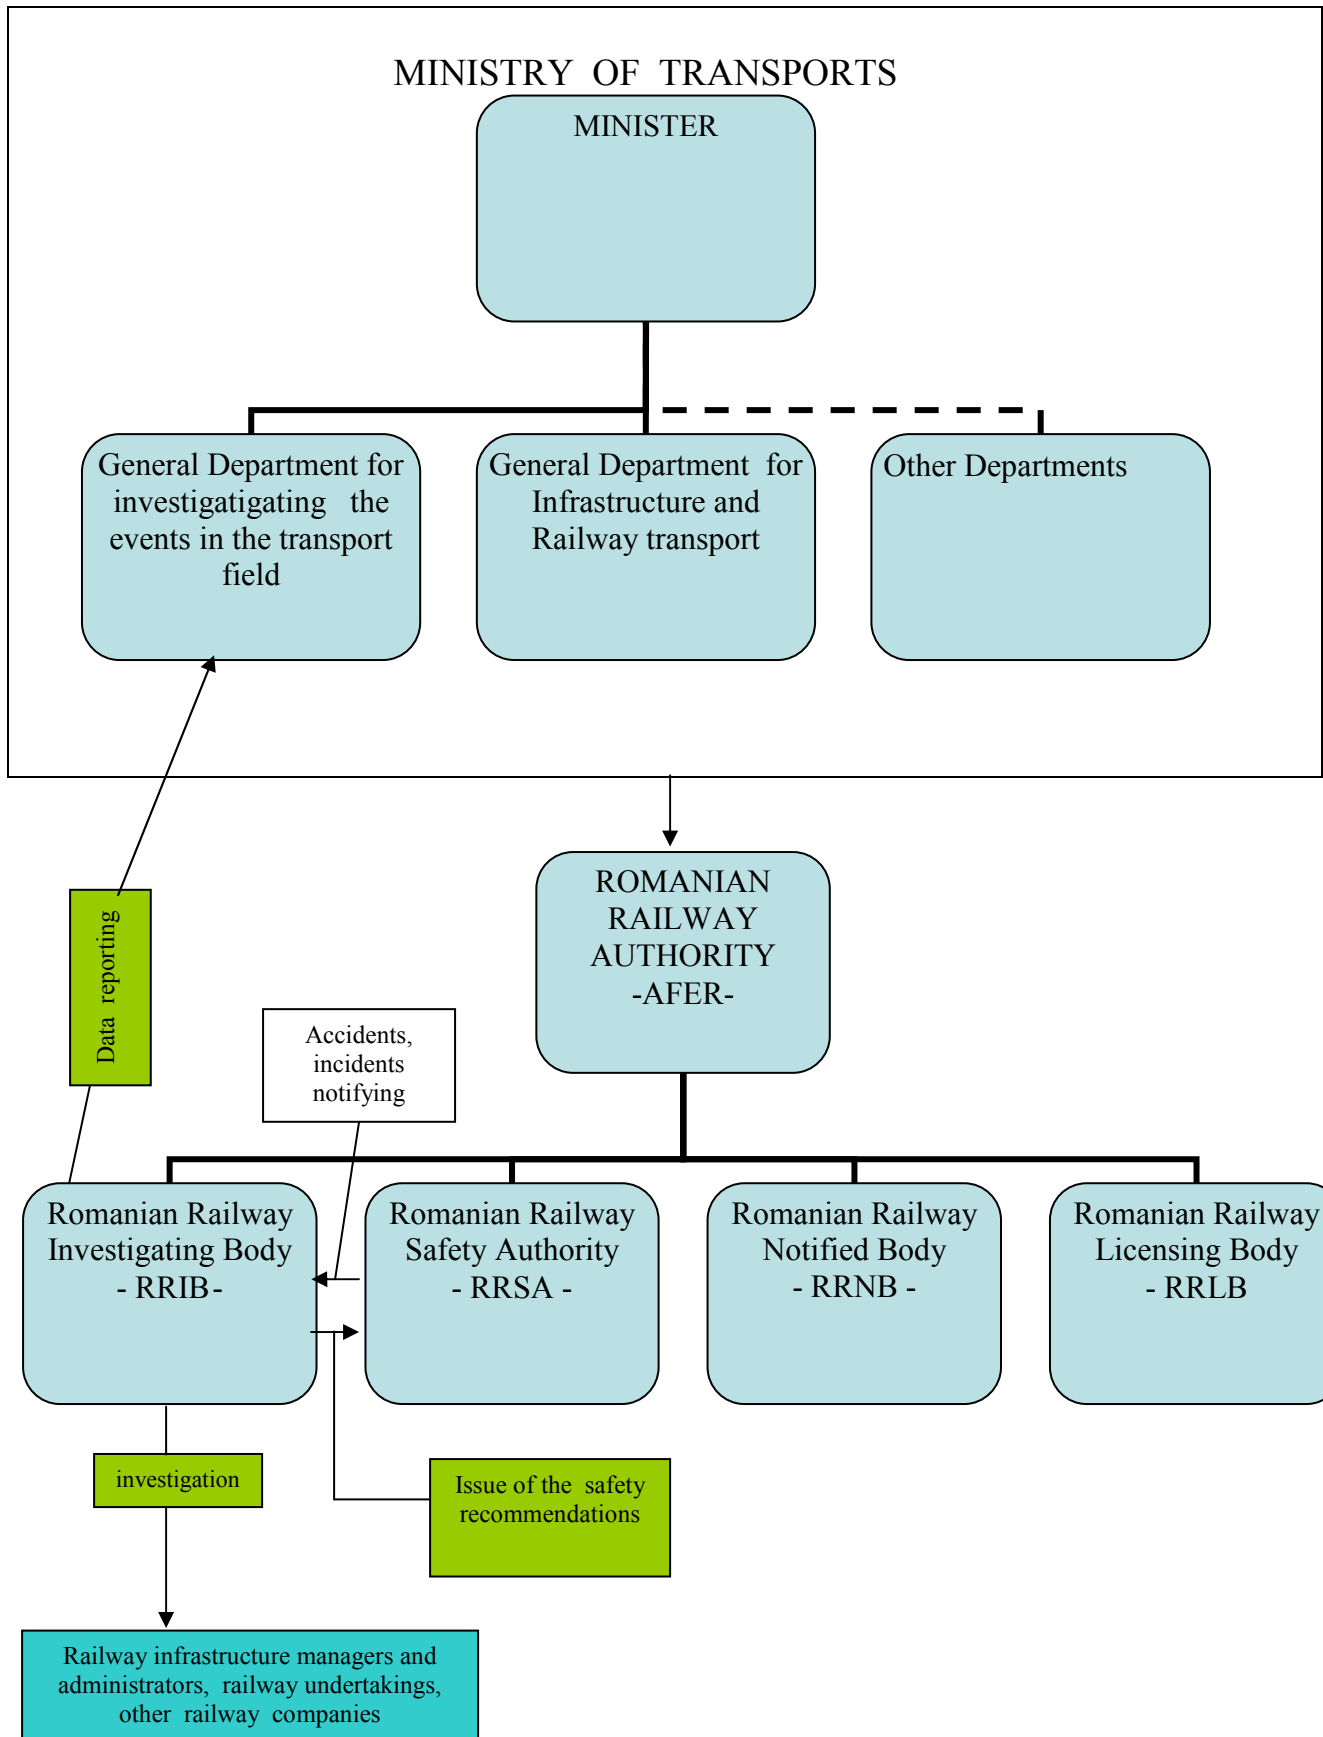 MINISTRY OF TRANSPORTS
MINISTER
General Department for
investigatigating the
events in the transport
field
General Department for
Infrastructure and
Railway transport
Other Departments
Data reporting
ROMANIAN
RAILWAY
AUTHORITY
-AFER-
Accidents,
incidents
notifying
Romanian Railway
Investigating Body
- RRIB-
Romanian Railway
Safety Authority
- RRSA -
Romanian Railway
Notified Body
- RRNB -
Romanian Railway
Licensing Body
- RRLB
investigation
Issue of the safety
recommendations
Railway infrastructure managers and
administrators, railway undertakings,
other railway companies